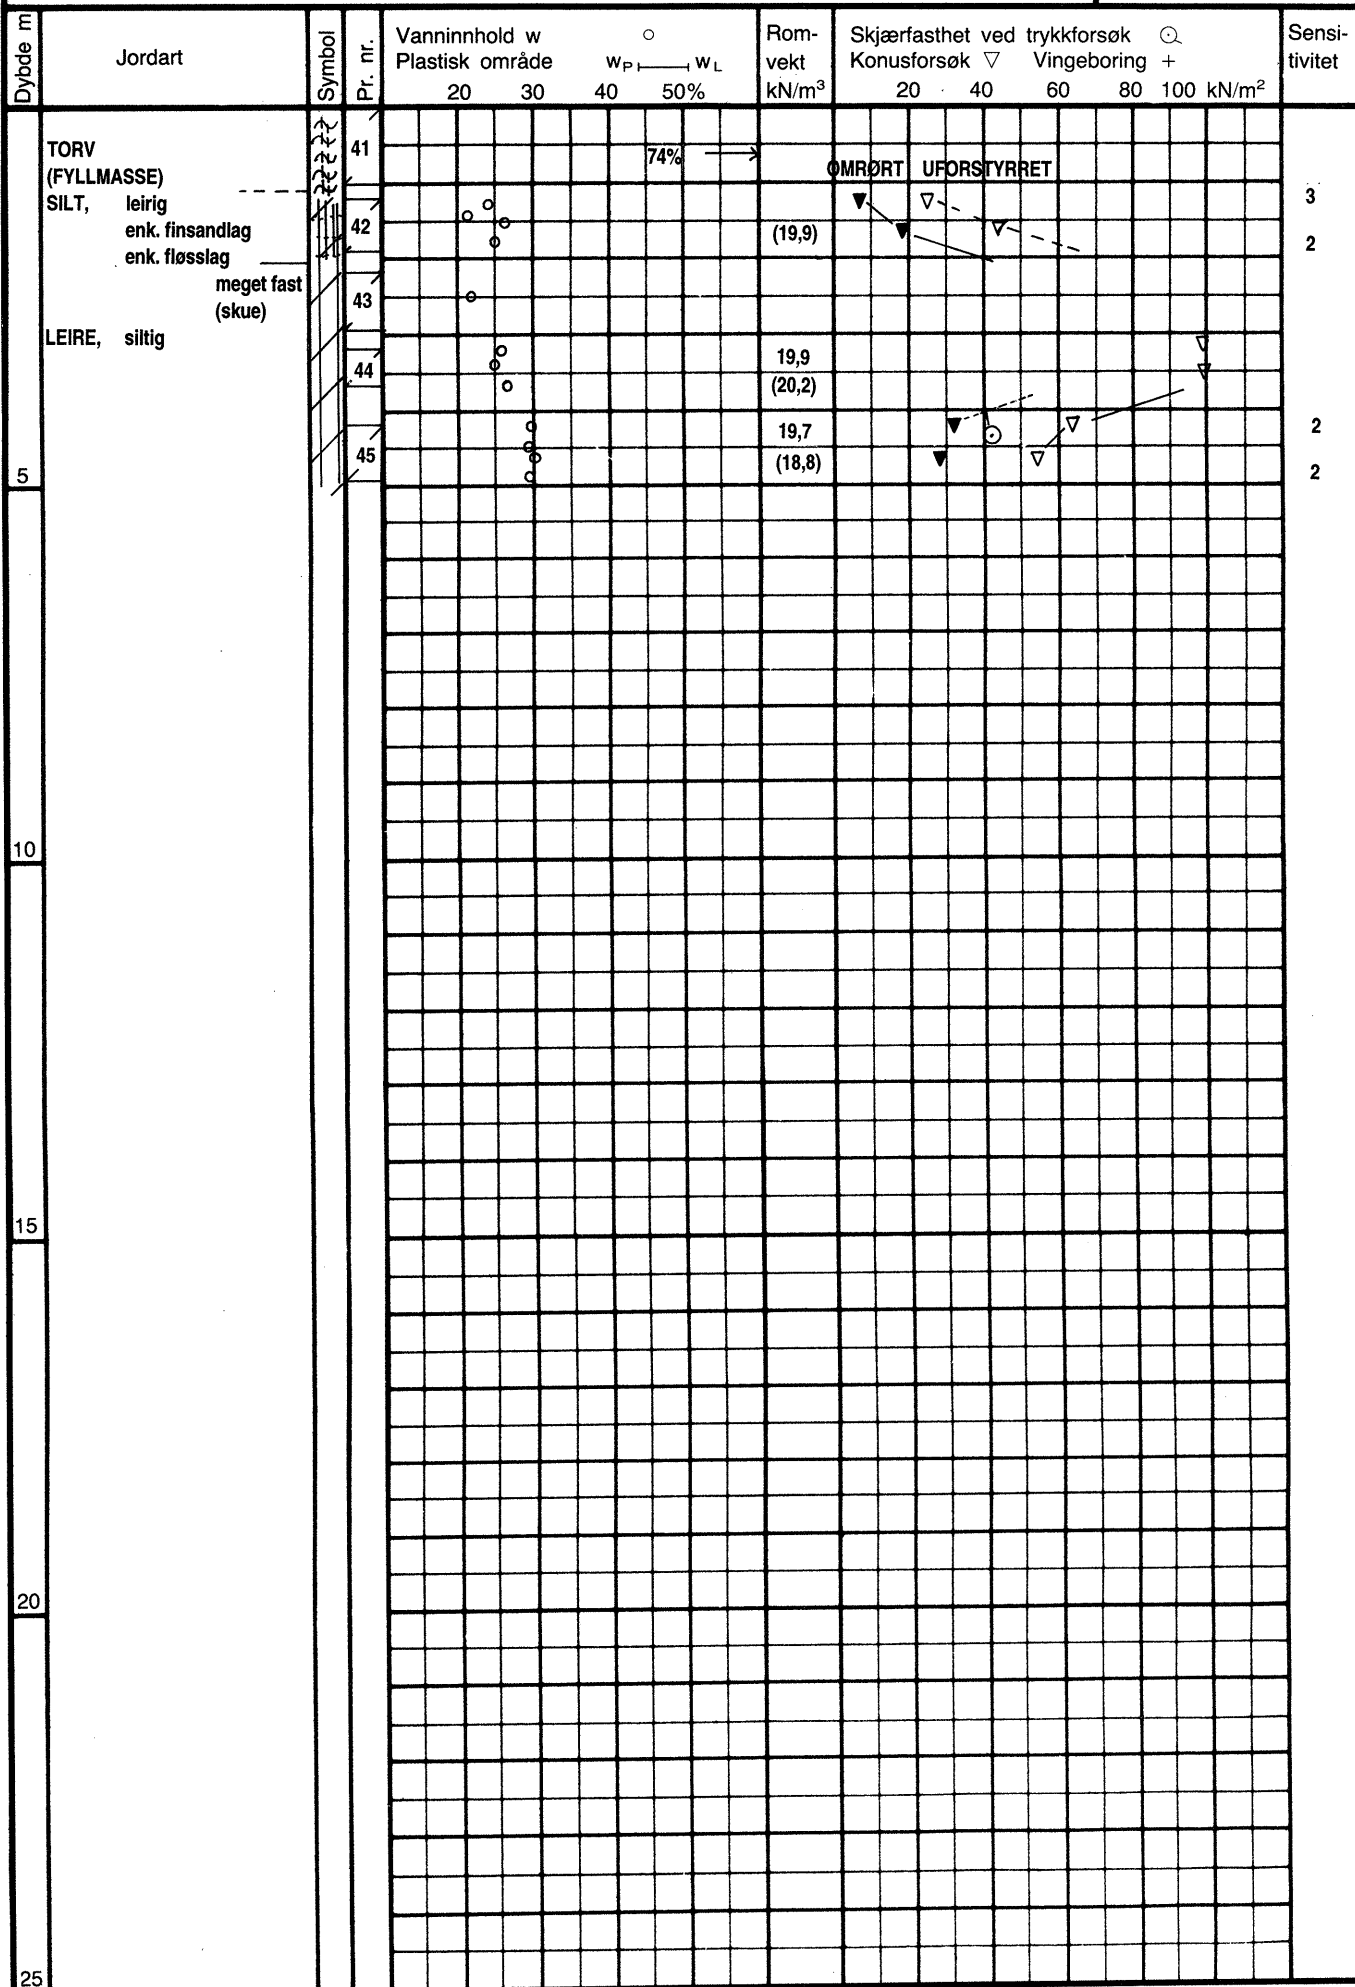 Dybde m
Jordart
Symbol
Pr. nr.
Vanninnhold w
Plastisk område wP wL
20 30 40 50%
Rom-
vekt
kN/m³
Skjærfasthet ved trykkforsøk
Konusforsøk ▽ Vingeboring +
20 40 60 80 100 kN/m²
Sensi-
tivitet
TORV
(FYLLMASSE)
41
74%
OMRØRT UFORSTYRRET
SILT, leirig
3
enk. finsandlag
42
(19,9)
2
enk. fløsslag
meget fast
(skue)
43
LEIRE, siltig
44
19,9
(20,2)
19,7
2
45
(18,8)
2
5
10
15
20
25